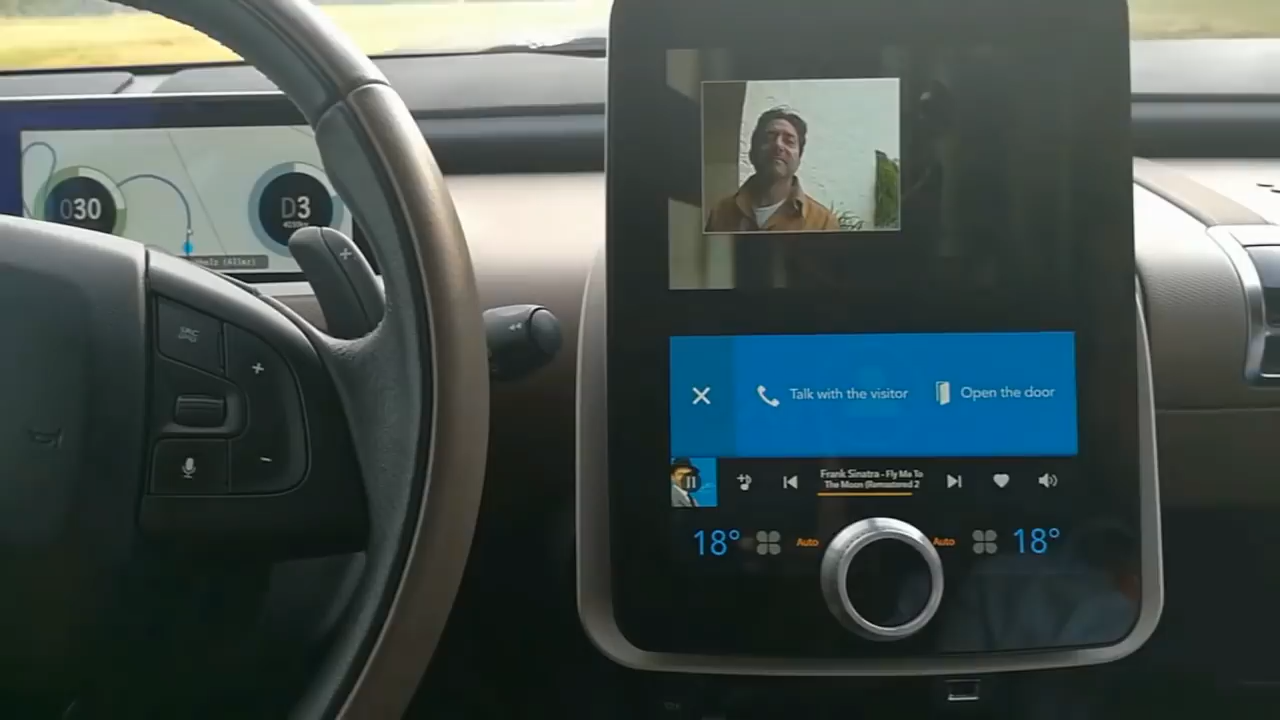 030
D3
Talk with the visitor
Open the door
Frank Sinatra - Fly Me To
The Moon (Remastered 2
18°
Auto
Auto
18°